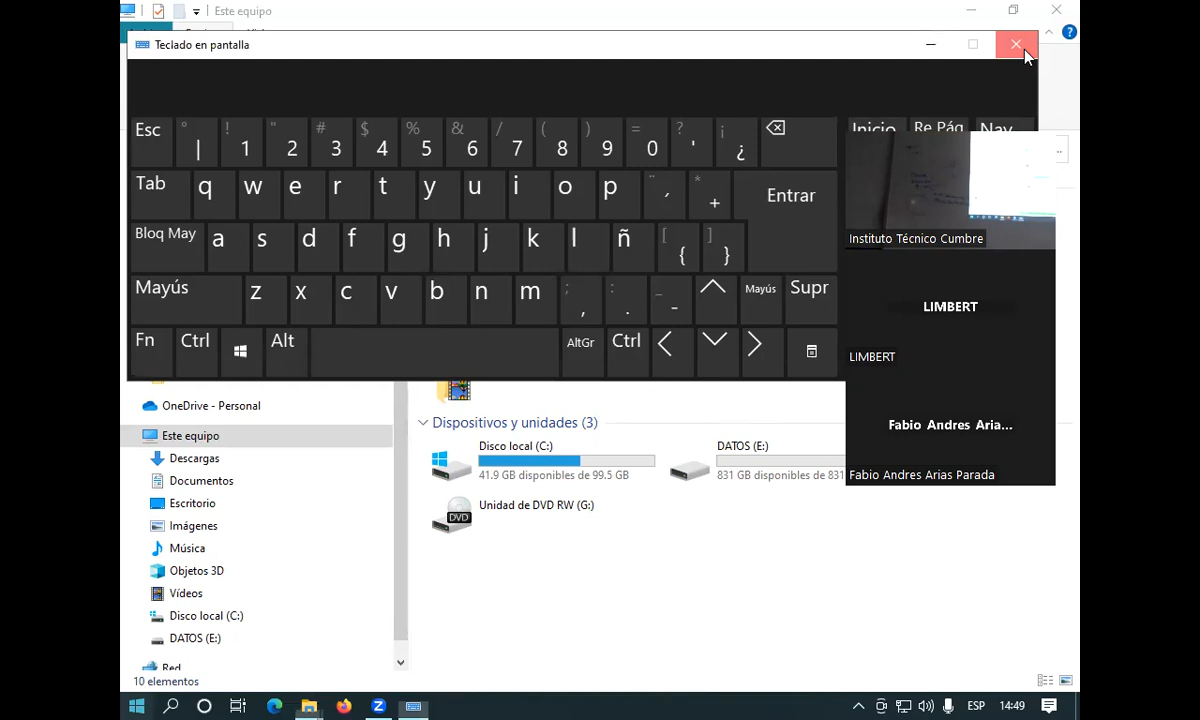 Este equipo
Teclado en pantalla
Esc ° | ! 1 " 2 # 3 $ 4 % 5 & 6 / 7 ( 8 ) 9 = 0 ? ' ¡ ¿ Inicio Re Pág Nav
Tab q w e r t y u i o p ¨ ´ * + Entrar
Bloq May a s d f g h j k l ñ [ { ] }
Mayús z x c v b n m ; , : . _ - Mayús Supr
Fn Ctrl Alt AltGr Ctrl
Instituto Técnico Cumbre
LIMBERT
LIMBERT
Fabio Andres Aria...
Fabio Andres Arias Parada
OneDrive - Personal
Este equipo
Descargas
Documentos
Escritorio
Imágenes
Música
Objetos 3D
Vídeos
Disco local (C:)
DATOS (E:)
Red
Dispositivos y unidades (3)
Disco local (C:)
41.9 GB disponibles de 99.5 GB
DATOS (E:)
831 GB disponibles de 831
Unidad de DVD RW (G:)
DVD
10 elementos
ESP 14:49